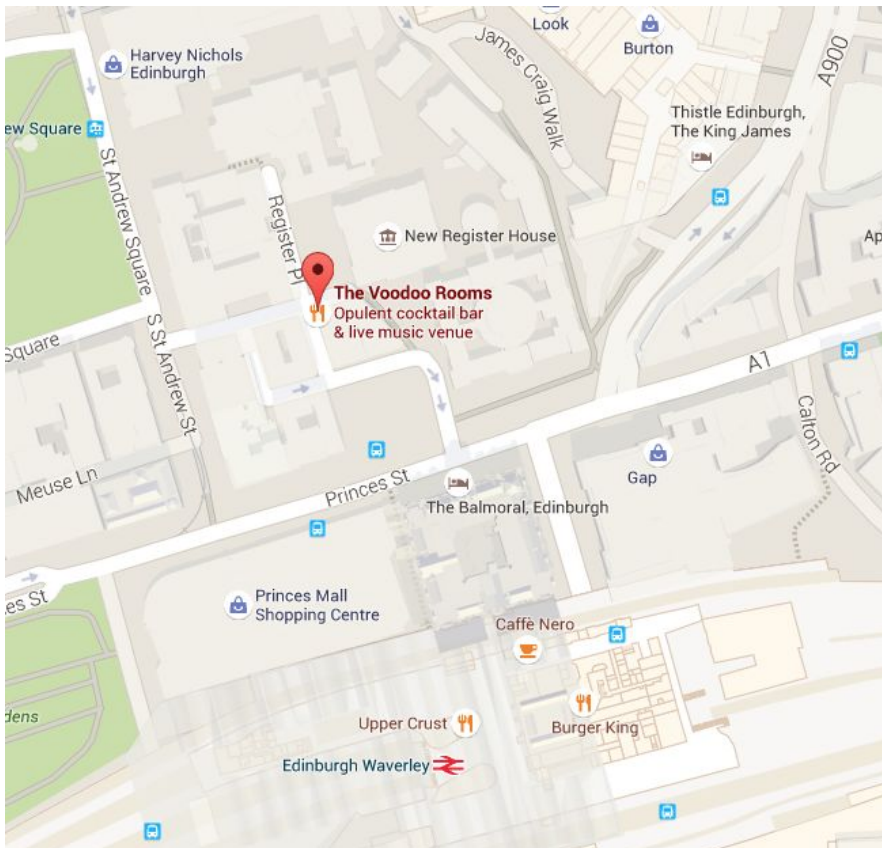 Look
Burton
Harvey Nichols
Edinburgh
James Craig Walk
A900
Thistle Edinburgh,
The King James
ew Square
St Andrew Square
Register Pl
New Register House
Ap
The Voodoo Rooms
Opulent cocktail bar
& live music venue
Square
S St Andrew St
A1
Calton Rd
Meuse Ln
Princes St
Gap
The Balmoral, Edinburgh
ces St
Princes Mall
Shopping Centre
Caffè Nero
dens
Upper Crust
Burger King
Edinburgh Waverley